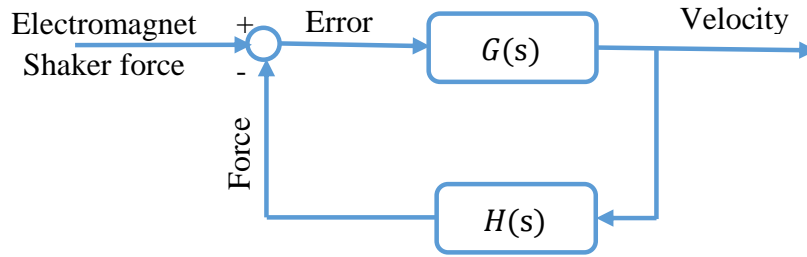 Electromagnet
Shaker force
+
-
Error
G(s)
Velocity
Force
H(s)